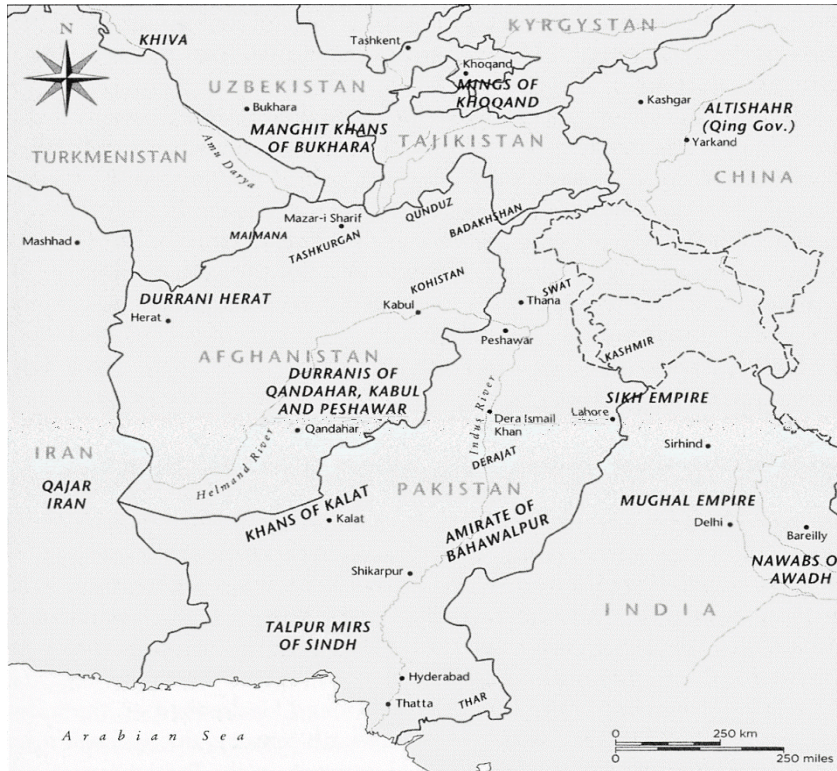 N
KHIVA
Tashkent
KYRGYSTAN
Khoqand
MINGS OF
KHOQAND
UZBEKISTAN
Bukhara
MANGHIT KHANS
OF BUKHARA
Kashgar
ALTISHAHR
(Qing Gov.)
Yarkand
TURKMENISTAN
Amu Darya
TAJIKISTAN
CHINA
Mashhad
MAIMANA
Mazar-i Sharif
TASHKURGAN
QUNDUZ
BADAKHSHAN
DURRANI HERAT
Herat
KOHISTAN
Kabul
Thana
SWAT
Peshawar
KASHMIR
AFGHANISTAN
DURRANIS OF
QANDAHAR, KABUL
AND PESHAWAR
Qandahar
Indus River
Dera Ismail
Khan
DERAJAT
Lahore
SIKH EMPIRE
Sirhind
IRAN
QAJAR
IRAN
Helmand River
PAKISTAN
KHANS OF KALAT
Kalat
AMIRATE OF
BAHAWALPUR
MUGHAL EMPIRE
Delhi
Bareilly
NAWABS O
AWADH
Shikarpur
INDIA
TALPUR MIRS
OF SINDH
Hyderabad
Thatta
THAR
Arabian Sea
0 250 km
0 250 miles